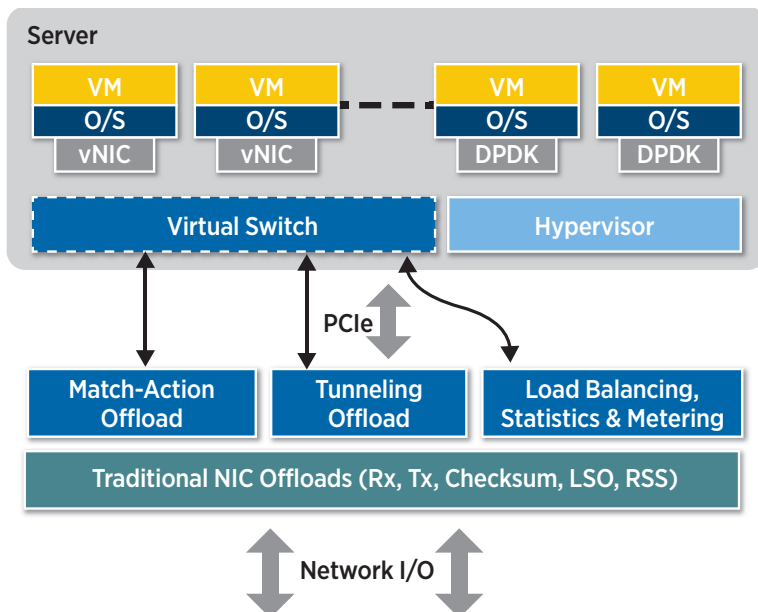 Server
VM VM VM VM
O/S O/S O/S O/S
vNIC vNIC DPDK DPDK
Virtual Switch Hypervisor
PCIe
Match-Action
Offload
Tunneling
Offload
Load Balancing,
Statistics & Metering
Traditional NIC Offloads (Rx, Tx, Checksum, LSO, RSS)
Network I/O